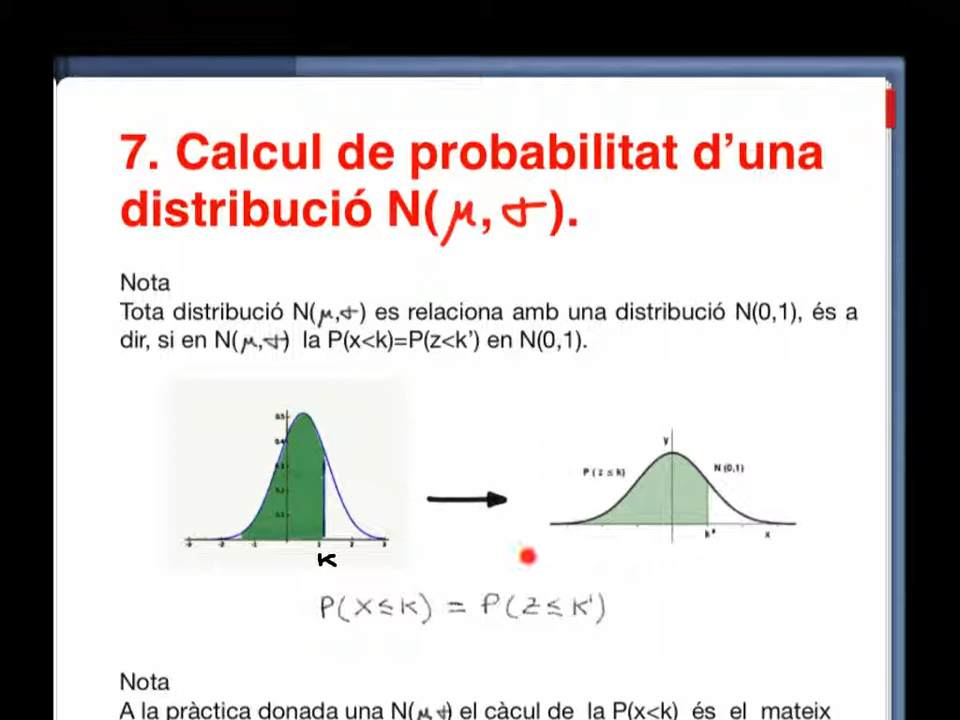 7. Calcul de probabilitat d’una
distribució N(μ,σ).
Nota
Tota distribució N(μ,σ) es relaciona amb una distribució N(0,1), és a
dir, si en N(μ,σ) la P(x<k)=P(z<k’) en N(0,1).
K
y
P(z≤k)
N(0,1)
k'
x
P(X≤K) = P(Z≤K')
Nota
A la pràctica donada una N(μ,σ) el càcul de la P(x<k) és el mateix